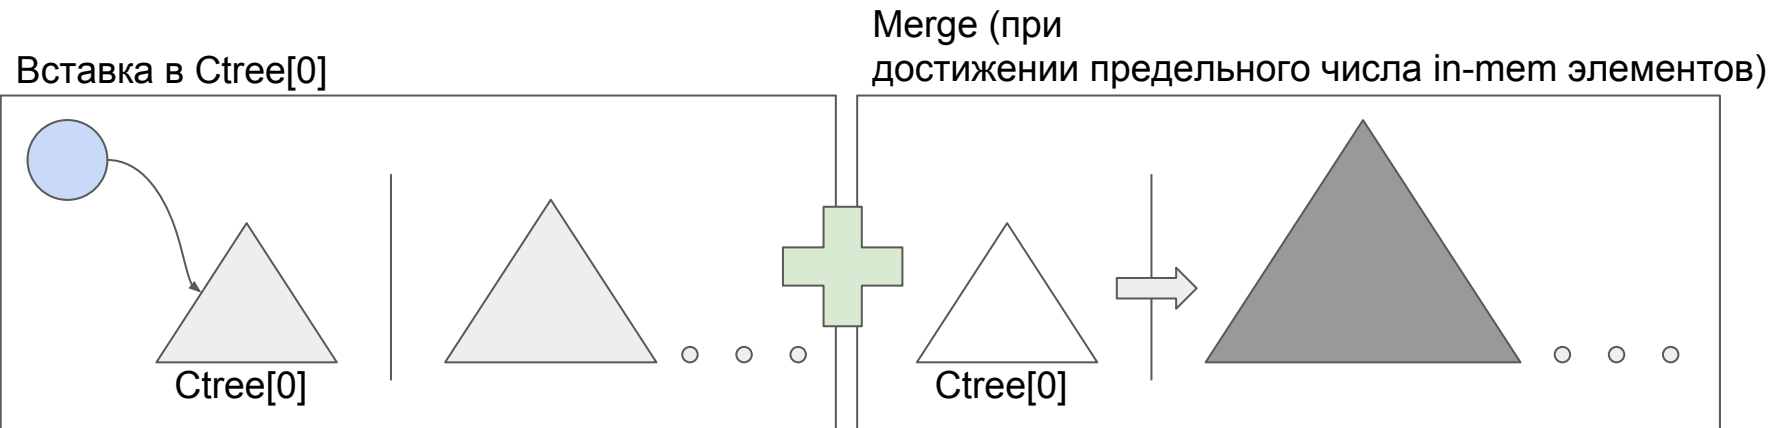 Вставка в Ctree[0]
Merge (при
достижении предельного числа in-mem элементов)
Ctree[0]
Ctree[0]